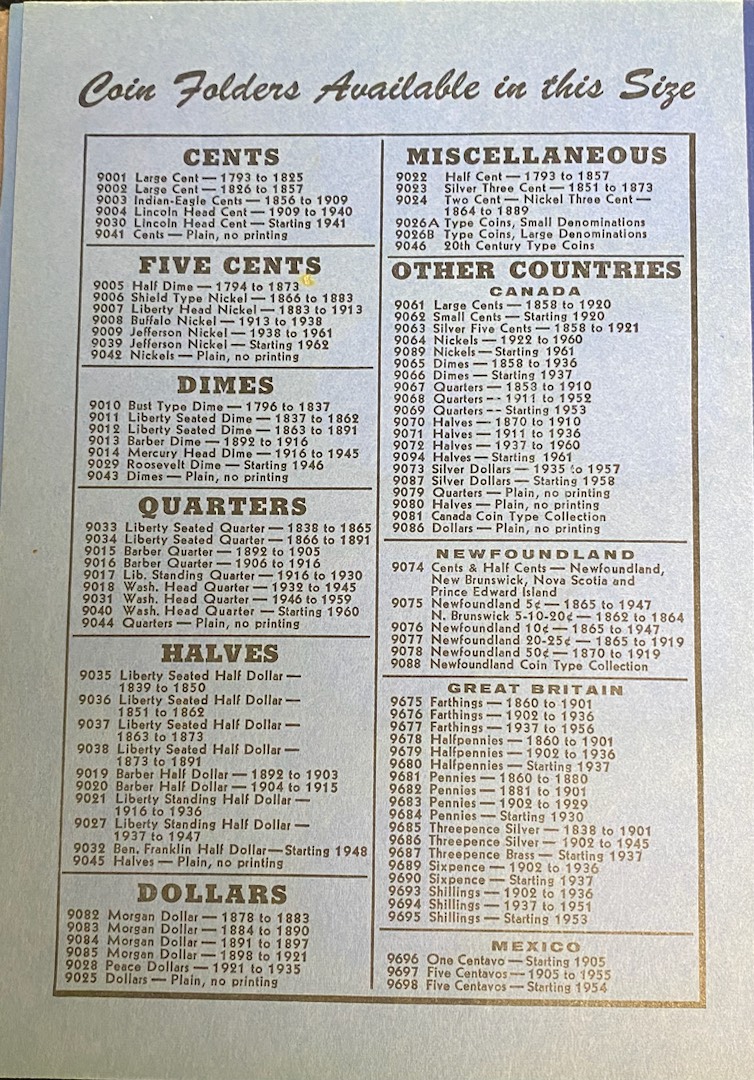 Coin Folders Available in this Size
CENTS
9001 Large Cent — 1793 to 1825
9002 Large Cent — 1826 to 1857
9003 Indian-Eagle Cents — 1856 to 1909
9004 Lincoln Head Cent — 1909 to 1940
9030 Lincoln Head Cent — Starting 1941
9041 Cents — Plain, no printing
FIVE CENTS
9005 Half Dime — 1794 to 1873
9006 Shield Type Nickel — 1866 to 1883
9007 Liberty Head Nickel — 1883 to 1913
9008 Buffalo Nickel — 1913 to 1938
9009 Jefferson Nickel — 1938 to 1961
9039 Jefferson Nickel — Starting 1962
9042 Nickels — Plain, no printing
DIMES
9010 Bust Type Dime — 1796 to 1837
9011 Liberty Seated Dime — 1837 to 1862
9012 Liberty Seated Dime — 1863 to 1891
9013 Barber Dime — 1892 to 1916
9014 Mercury Head Dime — 1916 to 1945
9029 Roosevelt Dime — Starting 1946
9043 Dimes — Plain, no printing
QUARTERS
9033 Liberty Seated Quarter — 1838 to 1865
9034 Liberty Seated Quarter — 1866 to 1891
9015 Barber Quarter — 1892 to 1905
9016 Barber Quarter — 1906 to 1916
9017 Lib. Standing Quarter — 1916 to 1930
9018 Wash. Head Quarter — 1932 to 1945
9031 Wash. Head Quarter — 1946 to 1959
9040 Wash. Head Quarter — Starting 1960
9044 Quarters — Plain, no printing
HALVES
9035 Liberty Seated Half Dollar —
1839 to 1850
9036 Liberty Seated Half Dollar —
1851 to 1862
9037 Liberty Seated Half Dollar —
1863 to 1873
9038 Liberty Seated Half Dollar —
1873 to 1891
9019 Barber Half Dollar — 1892 to 1903
9020 Barber Half Dollar — 1904 to 1915
9021 Liberty Standing Half Dollar —
1916 to 1936
9027 Liberty Standing Half Dollar —
1937 to 1947
9032 Ben. Franklin Half Dollar—Starting 1948
9045 Halves — Plain, no printing
DOLLARS
9082 Morgan Dollar — 1878 to 1883
9083 Morgan Dollar — 1884 to 1890
9084 Morgan Dollar — 1891 to 1897
9085 Morgan Dollar — 1898 to 1921
9028 Peace Dollars — 1921 to 1935
9025 Dollars — Plain, no printing
MISCELLANEOUS
9022 Half Cent — 1793 to 1857
9023 Silver Three Cent — 1851 to 1873
9024 Two Cent — Nickel Three Cent —
1864 to 1889
9026A Type Coins, Small Denominations
9026B Type Coins, Large Denominations
9046 20th Century Type Coins
OTHER COUNTRIES
CANADA
9061 Large Cents — 1858 to 1920
9062 Small Cents — Starting 1920
9063 Silver Five Cents — 1858 to 1921
9064 Nickels — 1922 to 1960
9089 Nickels — Starting 1961
9065 Dimes — 1858 to 1936
9066 Dimes — Starting 1937
9067 Quarters — 1858 to 1910
9068 Quarters -- 1911 to 1952
9069 Quarters -- Starting 1953
9070 Halves — 1870 to 1910
9071 Halves — 1911 to 1936
9072 Halves — 1937 to 1960
9094 Halves — Starting 1961
9073 Silver Dollars — 1935 to 1957
9087 Silver Dollars — Starting 1958
9079 Quarters — Plain, no printing
9080 Halves — Plain, no printing
9081 Canada Coin Type Collection
9086 Dollars — Plain, no printing
NEWFOUNDLAND
9074 Cents & Half Cents — Newfoundland,
New Brunswick, Nova Scotia and
Prince Edward Island
9075 Newfoundland 5¢ — 1865 to 1947
N. Brunswick 5-10-20¢ — 1862 to 1864
9076 Newfoundland 10¢ — 1865 to 1947
9077 Newfoundland 20-25¢ — 1865 to 1919
9078 Newfoundland 50¢ — 1870 to 1919
9088 Newfoundland Coin Type Collection
GREAT BRITAIN
9675 Farthings — 1860 to 1901
9676 Farthings — 1902 to 1936
9677 Farthings — 1937 to 1956
9678 Halfpennies — 1860 to 1901
9679 Halfpennies — 1902 to 1936
9680 Halfpennies — Starting 1937
9681 Pennies — 1860 to 1880
9682 Pennies — 1881 to 1901
9683 Pennies — 1902 to 1929
9684 Pennies — Starting 1930
9685 Threepence Silver — 1838 to 1901
9686 Threepence Silver — 1902 to 1945
9687 Threepence Brass — Starting 1937
9689 Sixpence — 1902 to 1936
9690 Sixpence — Starting 1937
9693 Shillings — 1902 to 1936
9694 Shillings — 1937 to 1951
9695 Shillings — Starting 1953
MEXICO
9696 One Centavo — Starting 1905
9697 Five Centavos — 1905 to 1955
9698 Five Centavos — Starting 1954